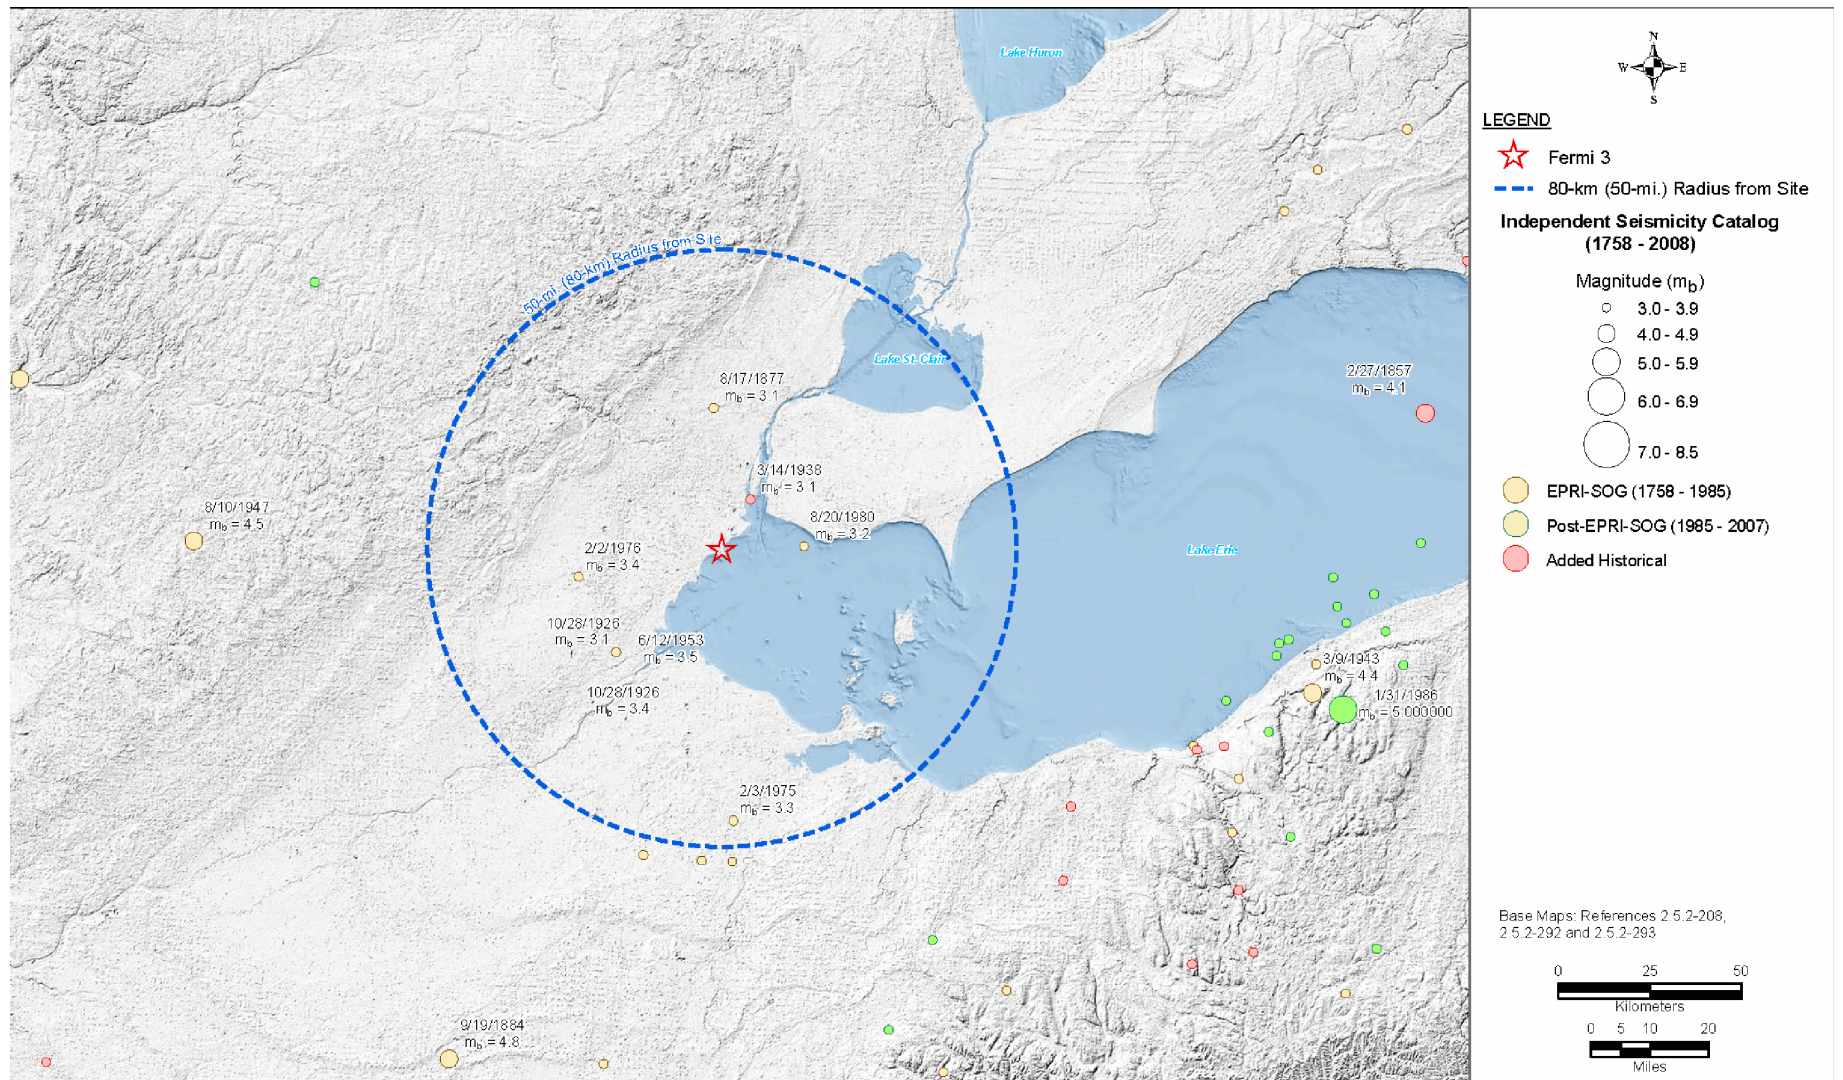 Lake Huron
50-mi. (80-km) Radius from Site
Lake St. Clair
8/17/1877
mb = 3.1
2/27/1857
mb = 4.1
3/14/1938
mb = 3.1
8/10/1947
mb = 4.5
8/20/1980
mb = 3.2
2/2/1976
mb = 3.4
Lake Erie
10/28/1926
mb = 3.1
6/12/1953
mb = 3.5
10/28/1926
mb = 3.4
3/9/1943
mb = 4.4
1/31/1986
mb = 5.000000
2/3/1975
mb = 3.3
9/19/1884
mb = 4.8
N
W E
S
LEGEND
Fermi 3
80-km (50-mi.) Radius from Site
Independent Seismicity Catalog
(1758 - 2008)
Magnitude (mb)
3.0 - 3.9
4.0 - 4.9
5.0 - 5.9
6.0 - 6.9
7.0 - 8.5
EPRI-SOG (1758 - 1985)
Post-EPRI-SOG (1985 - 2007)
Added Historical
Base Maps: References 2.5.2-208,
2.5.2-292 and 2.5.2-293
0 25 50
Kilometers
0 5 10 20
Miles